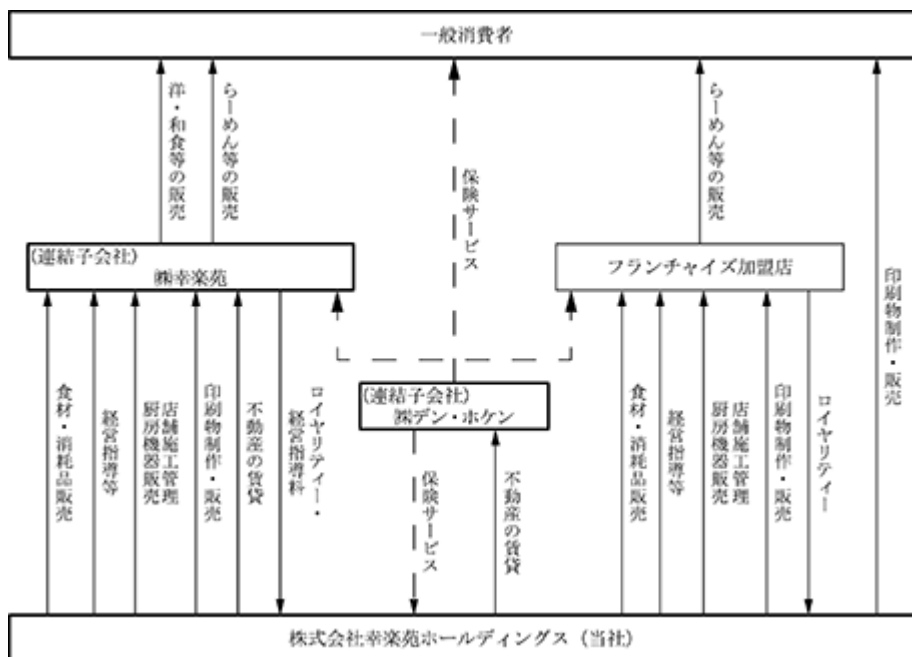 一般消費者
洋・和食等の販売
らーめん等の販売
保険サービス
らーめん等の販売
印刷物制作・販売
(連結子会社)
㈱幸楽苑
フランチャイズ加盟店
(連結子会社)
㈱デン・ホケン
食材・消耗品販売
経営指導等
店舗施工管理
厨房機器販売
印刷物制作・販売
不動産の賃貸
ロイヤリティー・
経営指導料
保険サービス
不動産の賃貸
食材・消耗品販売
経営指導等
店舗施工管理
厨房機器販売
印刷物制作・販売
ロイヤリティー
株式会社幸楽苑ホールディングス（当社）